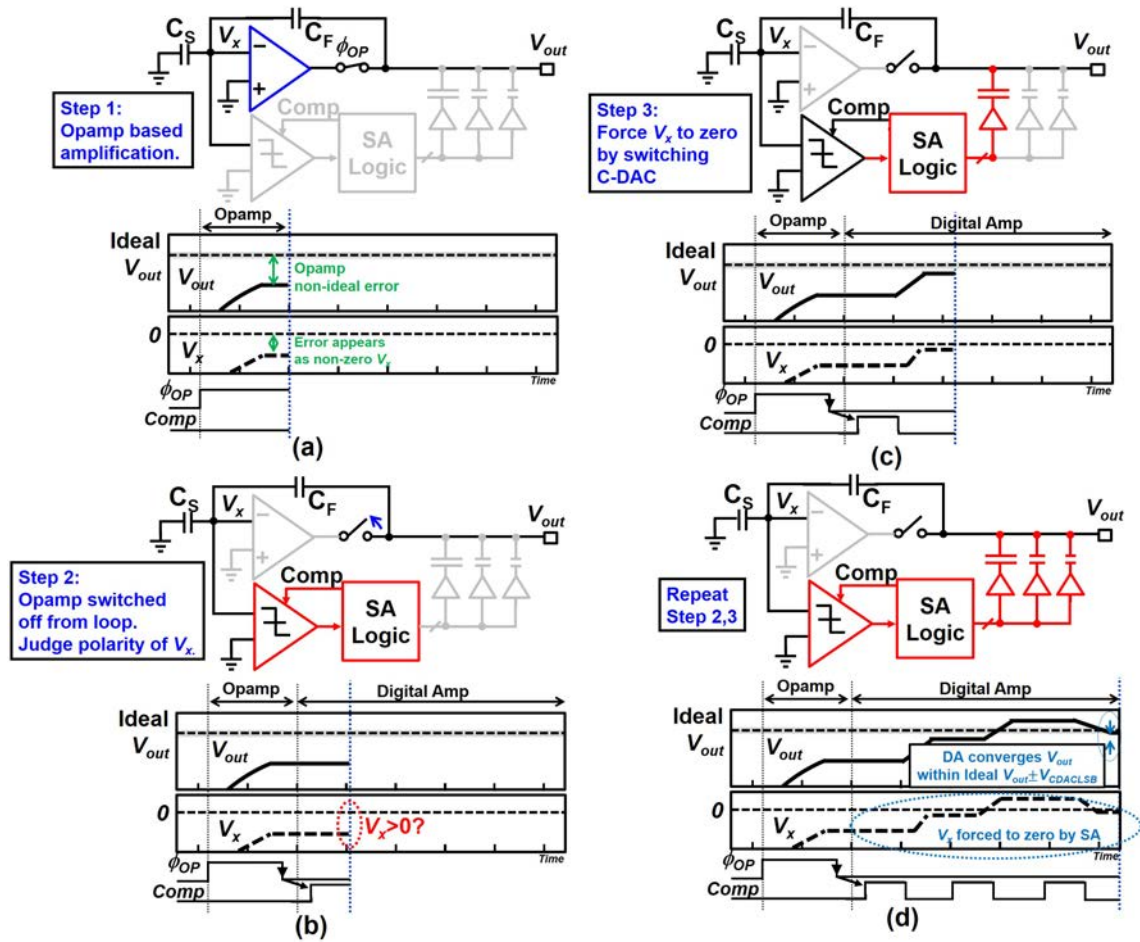 C_S
V_x
C_F
ϕ_OP
V_out
−
+
Step 1:
Opamp based
amplification.
Comp
SA
Logic
Opamp
Ideal
V_out
V_out
Opamp
non-ideal error
0
V_x
Error appears
as non-zero V_x
Time
ϕ_OP
Comp
(a)
C_S
V_x
C_F
V_out
−
+
Step 2:
Opamp switched
off from loop.
Judge polarity of V_x.
Comp
SA
Logic
Opamp
Digital Amp
Ideal
V_out
V_out
0
V_x
V_x>0?
Time
ϕ_OP
Comp
(b)
C_S
V_x
C_F
V_out
−
+
Step 3:
Force V_x to zero
by switching
C-DAC
Comp
SA
Logic
Opamp
Digital Amp
Ideal
V_out
V_out
0
V_x
Time
ϕ_OP
Comp
(c)
C_S
V_x
C_F
V_out
−
+
Repeat
Step 2,3
Comp
SA
Logic
Opamp
Digital Amp
Ideal
V_out
V_out
DA converges V_out
within Ideal V_out±V_CDACLSB
0
V_x
V_x forced to zero by SA
Time
ϕ_OP
Comp
(d)